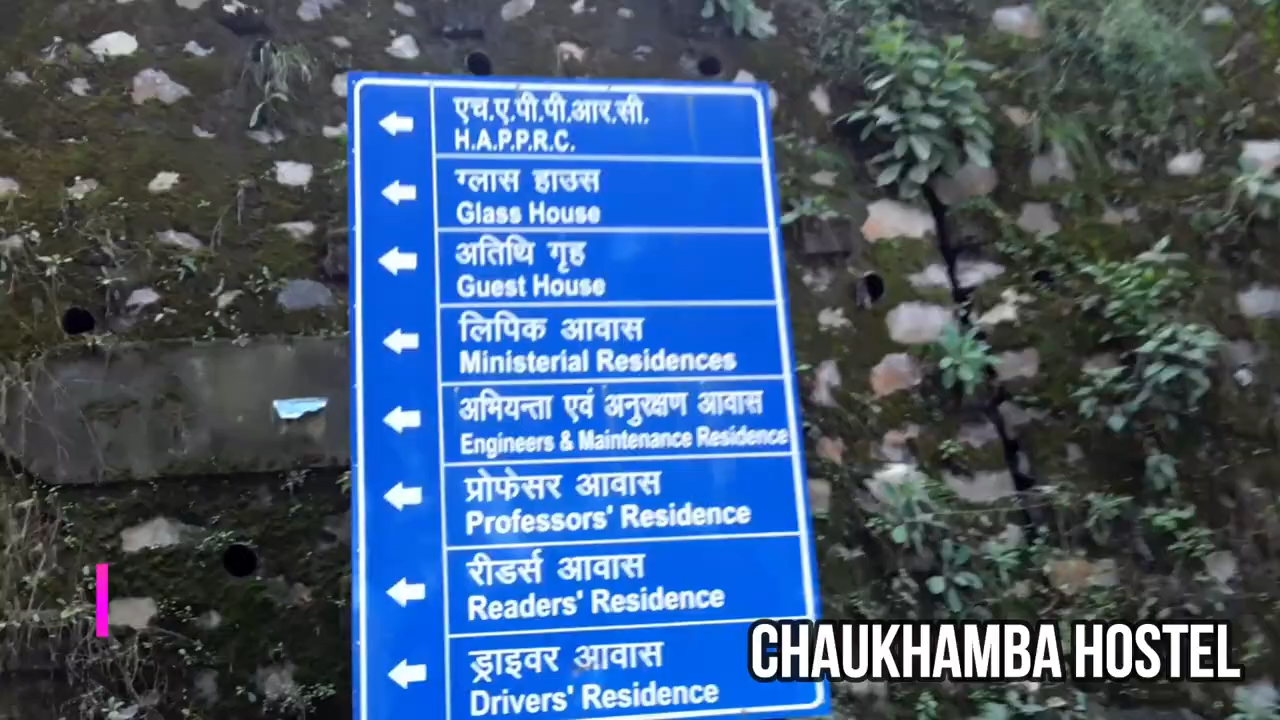 एच.ए.पी.पी.आर.सी.
H.A.P.P.R.C.
ग्लास हाउस
Glass House
अतिथि गृह
Guest House
लिपिक आवास
Ministerial Residences
अभियन्ता एवं अनुरक्षण आवास
Engineers & Maintenance Residence
प्रोफेसर आवास
Professors' Residence
रीडर्स आवास
Readers' Residence
ड्राइवर आवास
Drivers' Residence
CHAUKHAMBA HOSTEL